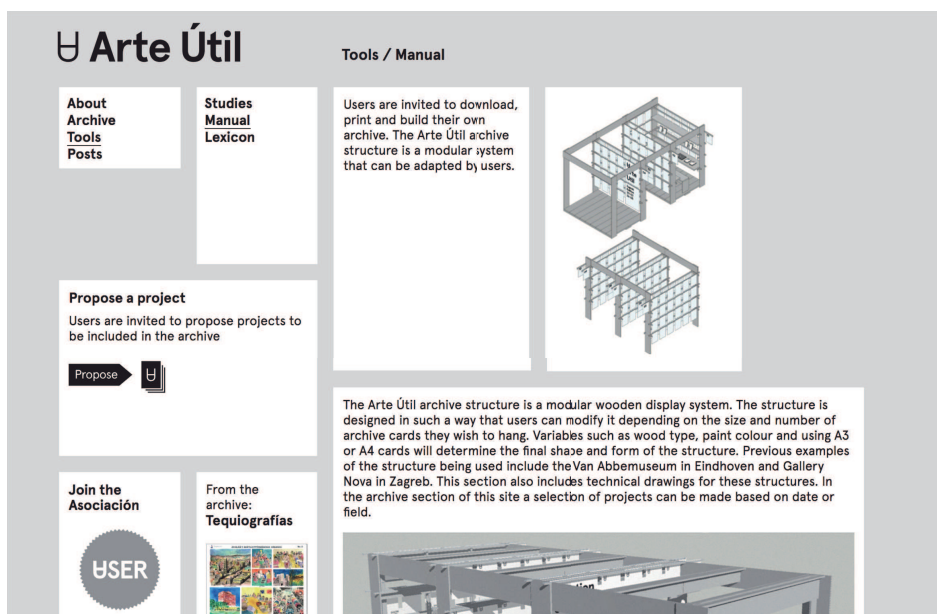 Arte Útil
Tools / Manual
About
Archive
Tools
Posts
Studies
Manual
Lexicon
Users are invited to download,
print and build their own
archive. The Arte Útil archive
structure is a modular system
that can be adapted by users.
Propose a project
Users are invited to propose projects to
be included in the archive
Propose
The Arte Útil archive structure is a modular wooden display system. The structure is
designed in such a way that users can modify it depending on the size and number of
archive cards they wish to hang. Variables such as wood type, paint colour and using A3
or A4 cards will determine the final shape and form of the structure. Previous examples
of the structure being used include the Van Abbemuseum in Eindhoven and Gallery
Nova in Zagreb. This section also includes technical drawings for these structures. In
the archive section of this site a selection of projects can be made based on date or
field.
Join the
Asociación
USER
From the
archive:
Tequiografías